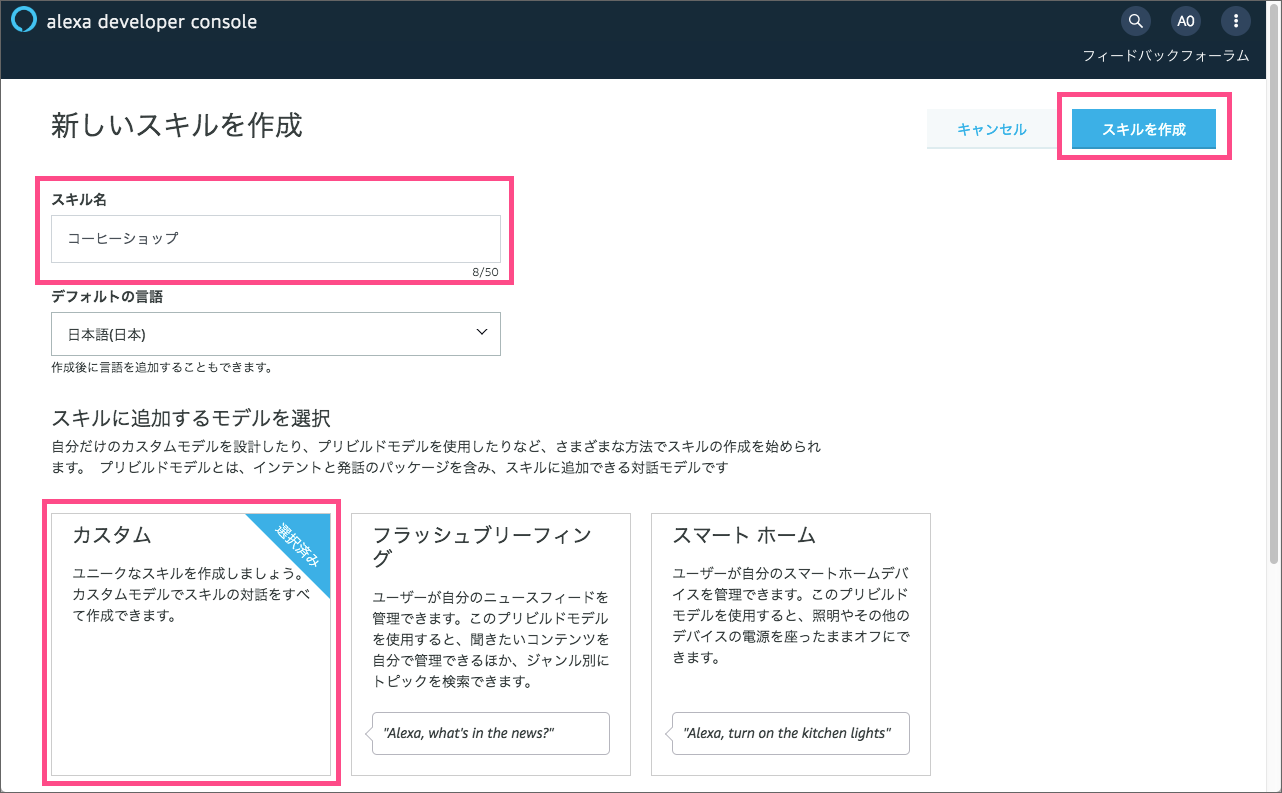 alexa developer console
AO
フィードバックフォーラム
新しいスキルを作成
キャンセル
スキルを作成
スキル名
コーヒーショップ
8/50
デフォルトの言語
日本語(日本)
作成後に言語を追加することもできます。
スキルに追加するモデルを選択
自分だけのカスタムモデルを設計したり、プリビルドモデルを使用したりなど、さまざまな方法でスキルの作成を始められ
ます。 プリビルドモデルとは、インテントと発話のパッケージを含み、スキルに追加できる対話モデルです
カスタム
選択済み
ユニークなスキルを作成しましょう。
カスタムモデルでスキルの対話をすべ
て作成できます。
フラッシュブリーフィン
グ
ユーザーが自分のニュースフィードを
管理できます。このプリビルドモデル
を使用すると、聞きたいコンテンツを
自分で管理できるほか、ジャンル別に
トピックを検索できます。
"Alexa, what's in the news?"
スマート ホーム
ユーザーが自分のスマートホームデバ
イスを管理できます。このプリビルド
モデルを使用すると、照明やその他の
デバイスの電源を座ったままオフにで
きます。
"Alexa, turn on the kitchen lights"